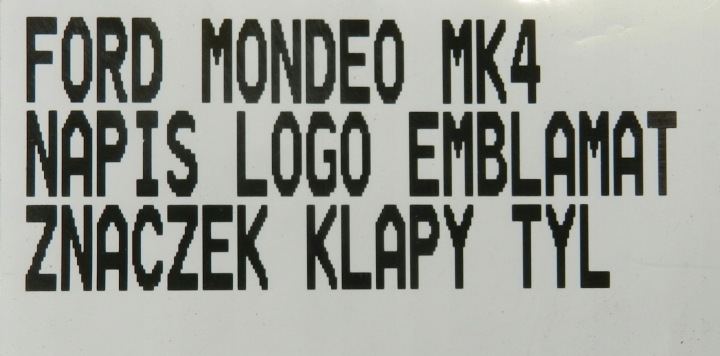 FORD MONDEO MK4
NAPIS LOGO EMBLAMAT
ZNACZEK KLAPY TYL